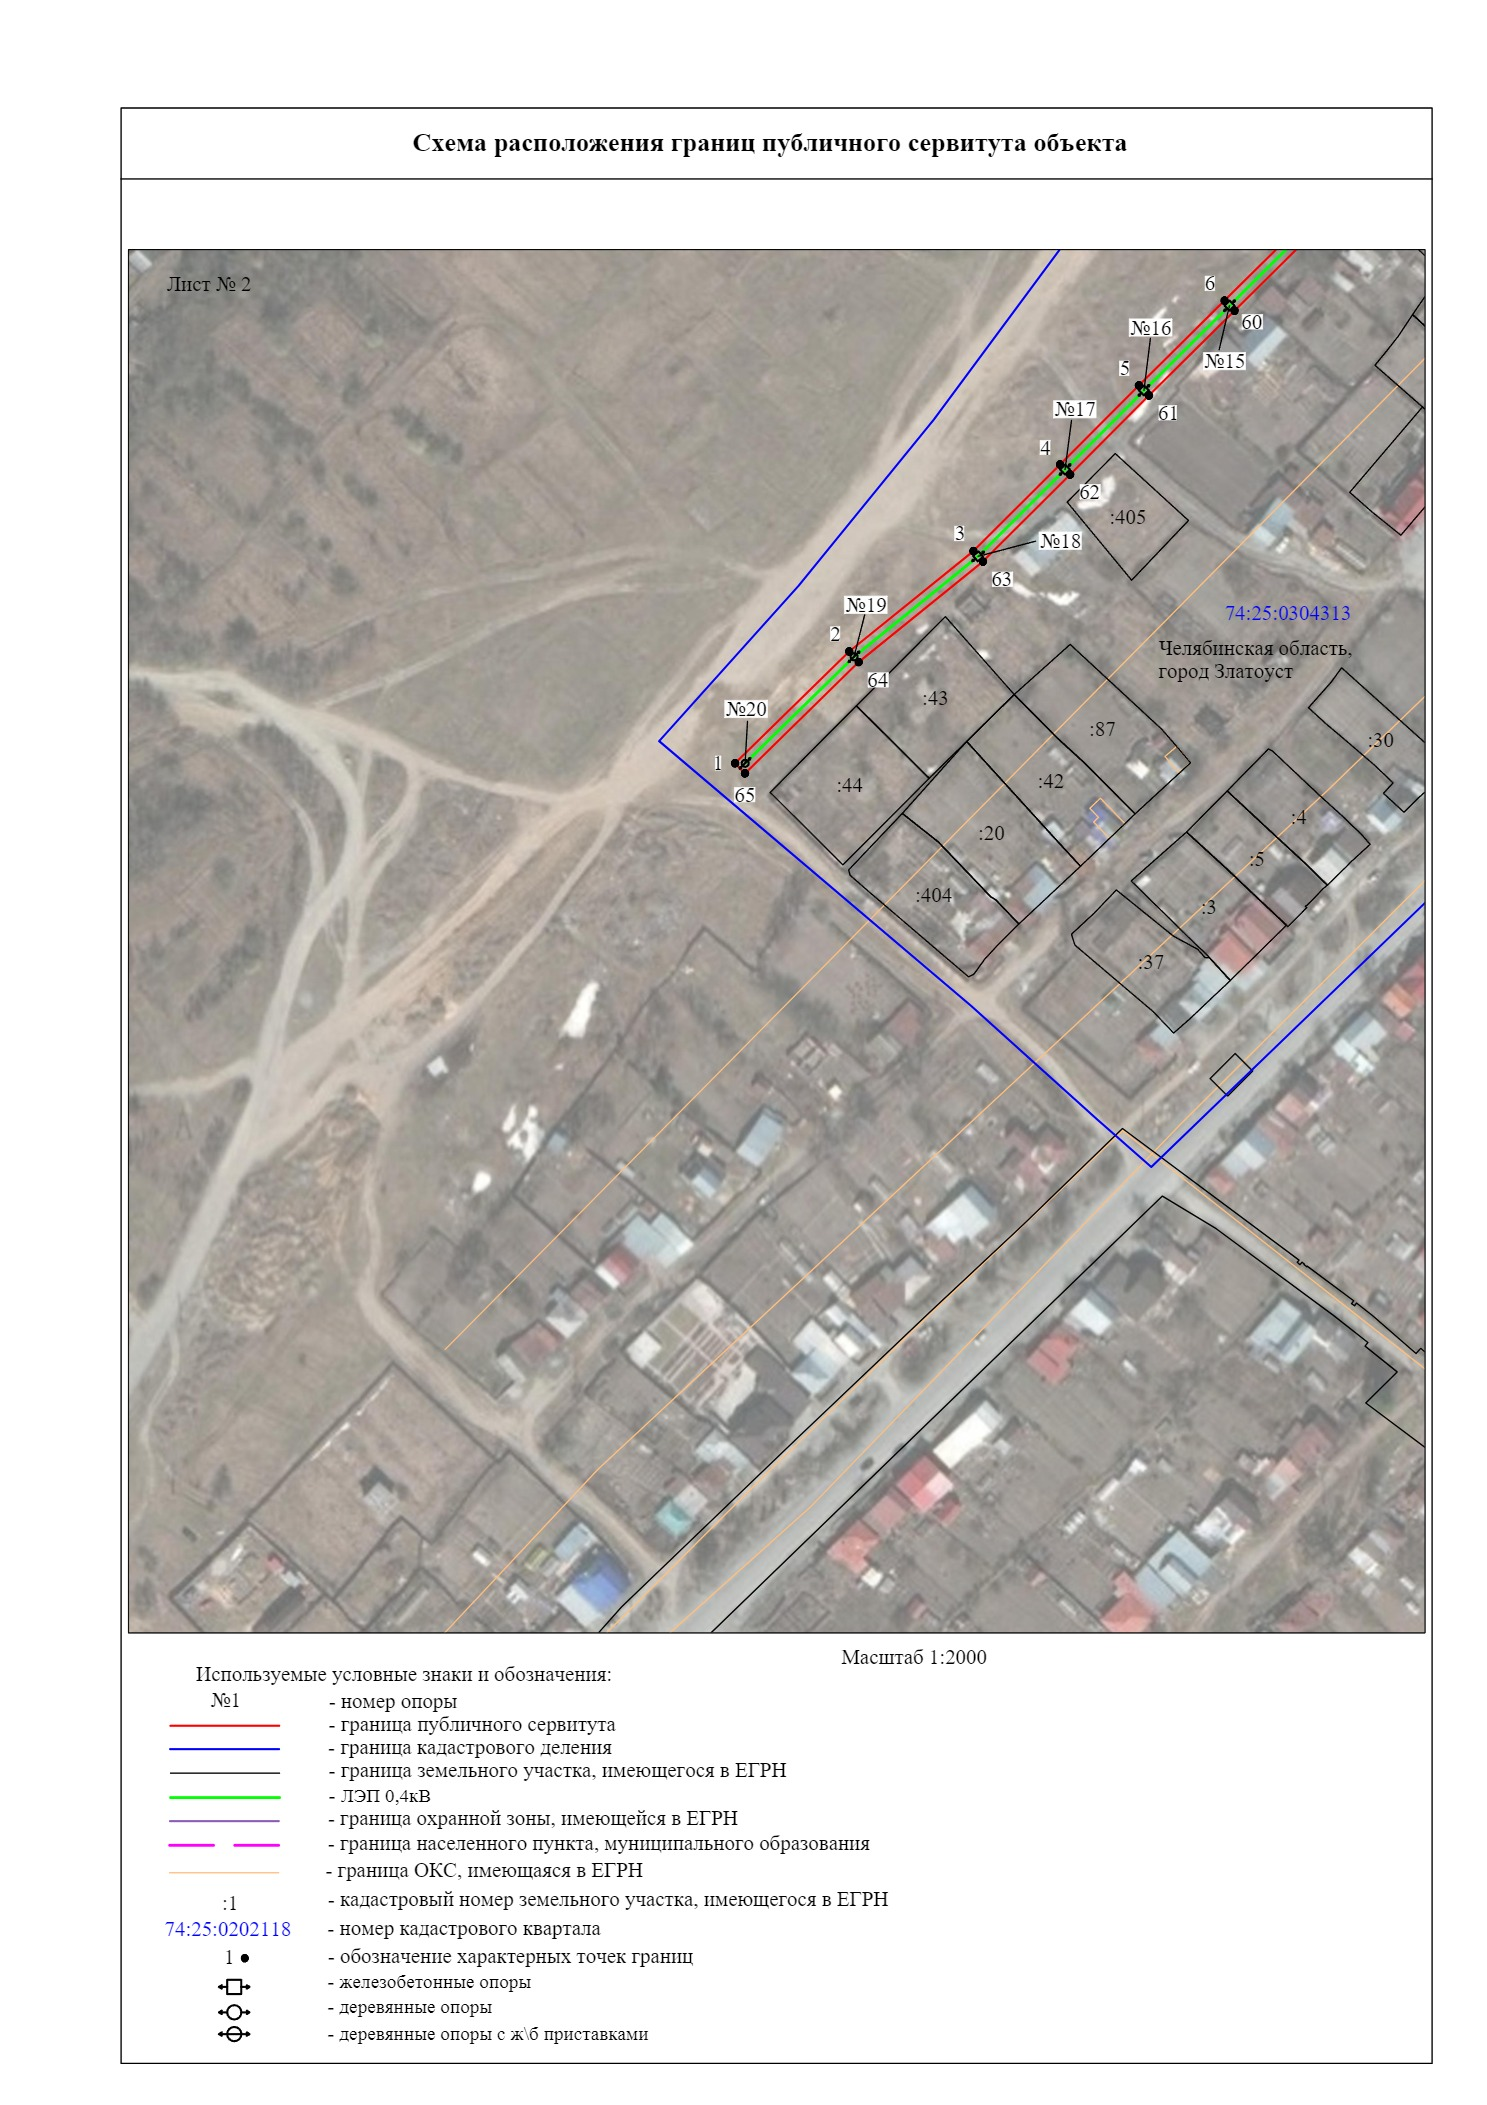 Схема расположения границ публичного сервитута объекта
Лист № 2
6
60
№16
№15
5
61
№17
4
62
:405
3
№18
63
№19
74:25:0304313
2
Челябинская область,
город Златоуст
64
:43
№20
:87
:30
1
:44
:42
65
:4
:20
:5
:404
:3
:37
Масштаб 1:2000
Используемые условные знаки и обозначения:
№1 - номер опоры
- граница публичного сервитута
- граница кадастрового деления
- граница земельного участка, имеющегося в ЕГРН
- ЛЭП 0,4кВ
- граница охранной зоны, имеющейся в ЕГРН
- граница населенного пункта, муниципального образования
- граница ОКС, имеющаяся в ЕГРН
:1 - кадастровый номер земельного участка, имеющегося в ЕГРН
74:25:0202118 - номер кадастрового квартала
1 - обозначение характерных точек границ
- железобетонные опоры
- деревянные опоры
- деревянные опоры с ж\б приставками